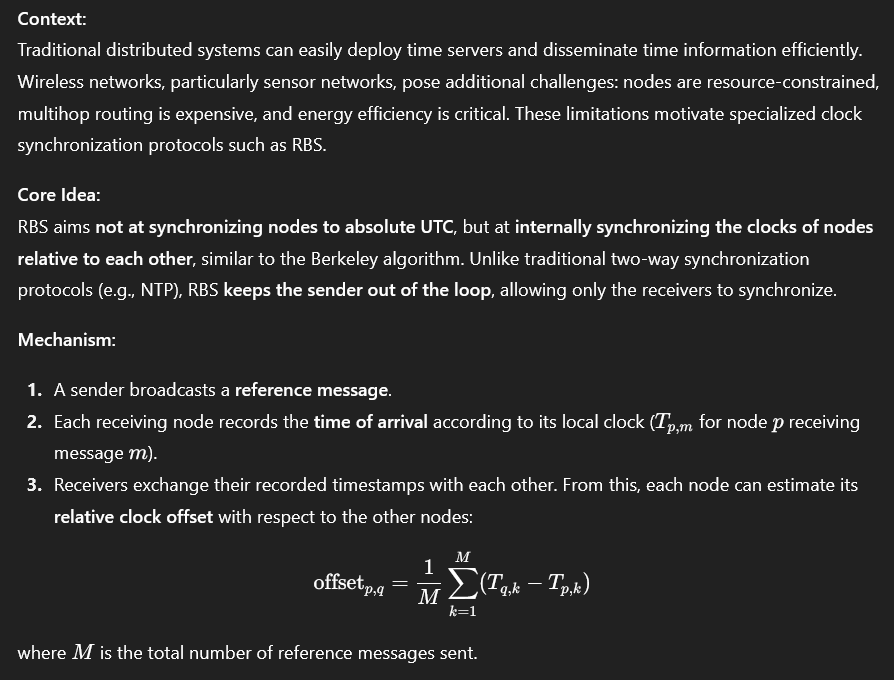 Context:
Traditional distributed systems can easily deploy time servers and disseminate time information efficiently.
Wireless networks, particularly sensor networks, pose additional challenges: nodes are resource-constrained,
multihop routing is expensive, and energy efficiency is critical. These limitations motivate specialized clock
synchronization protocols such as RBS.
Core Idea:
RBS aims not at synchronizing nodes to absolute UTC, but at internally synchronizing the clocks of nodes
relative to each other, similar to the Berkeley algorithm. Unlike traditional two-way synchronization
protocols (e.g., NTP), RBS keeps the sender out of the loop, allowing only the receivers to synchronize.
Mechanism:
1. A sender broadcasts a reference message.
2. Each receiving node records the time of arrival according to its local clock (T_{p,m} for node p receiving
message m).
3. Receivers exchange their recorded timestamps with each other. From this, each node can estimate its
relative clock offset with respect to the other nodes:
offset_{p,q} = \frac{1}{M} \sum_{k=1}^{M} (T_{q,k} − T_{p,k})
where M is the total number of reference messages sent.